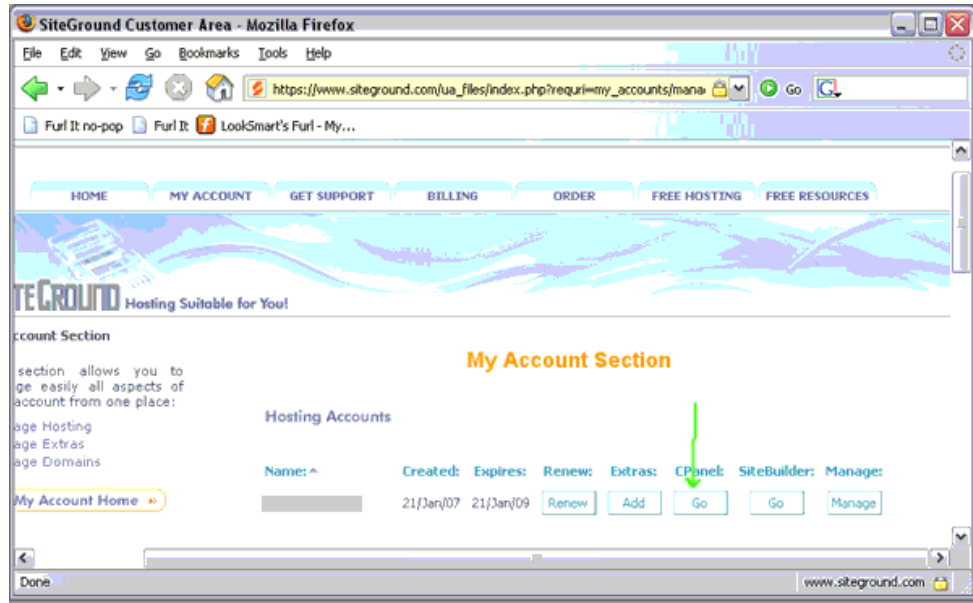 SiteGround Customer Area - Mozilla Firefox
File Edit View Go Bookmarks Tools Help
https://www.siteground.com/ua_files/index.php?requri=my_accounts/mana Go G
Furl It no-pop Furl It LookSmart's Furl - My...
HOME MY ACCOUNT GET SUPPORT BILLING ORDER FREE HOSTING FREE RESOURCES
TEGROUND Hosting Suitable for You!
ccount Section
My Account Section
section allows you to
ge easily all aspects of
account from one place:
Hosting Accounts
age Hosting
age Extras
age Domains
Name: Created: Expires: Renew: Extras: CPanel: SiteBuilder: Manage:
My Account Home »
21/Jan/07 21/Jan/09 Renew Add Go Go Manage
Done www.siteground.com